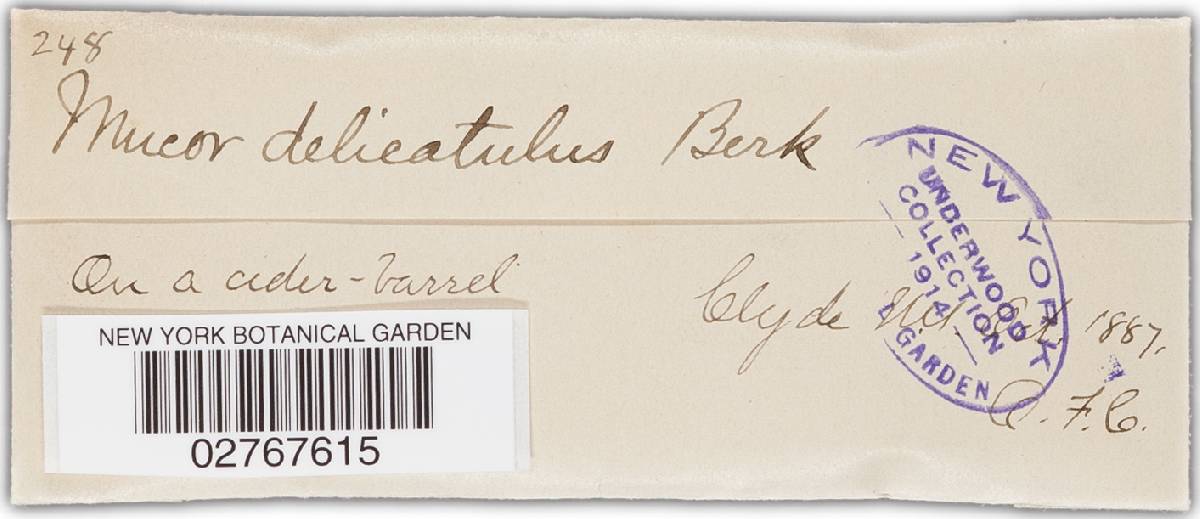 248
Mucor delicatulus Berk
On a cider-barrel
Clyde 1887.
O. F. C.
NEW YORK
UNDERWOOD
COLLECTION
1914
GARDEN
NEW YORK BOTANICAL GARDEN
02767615